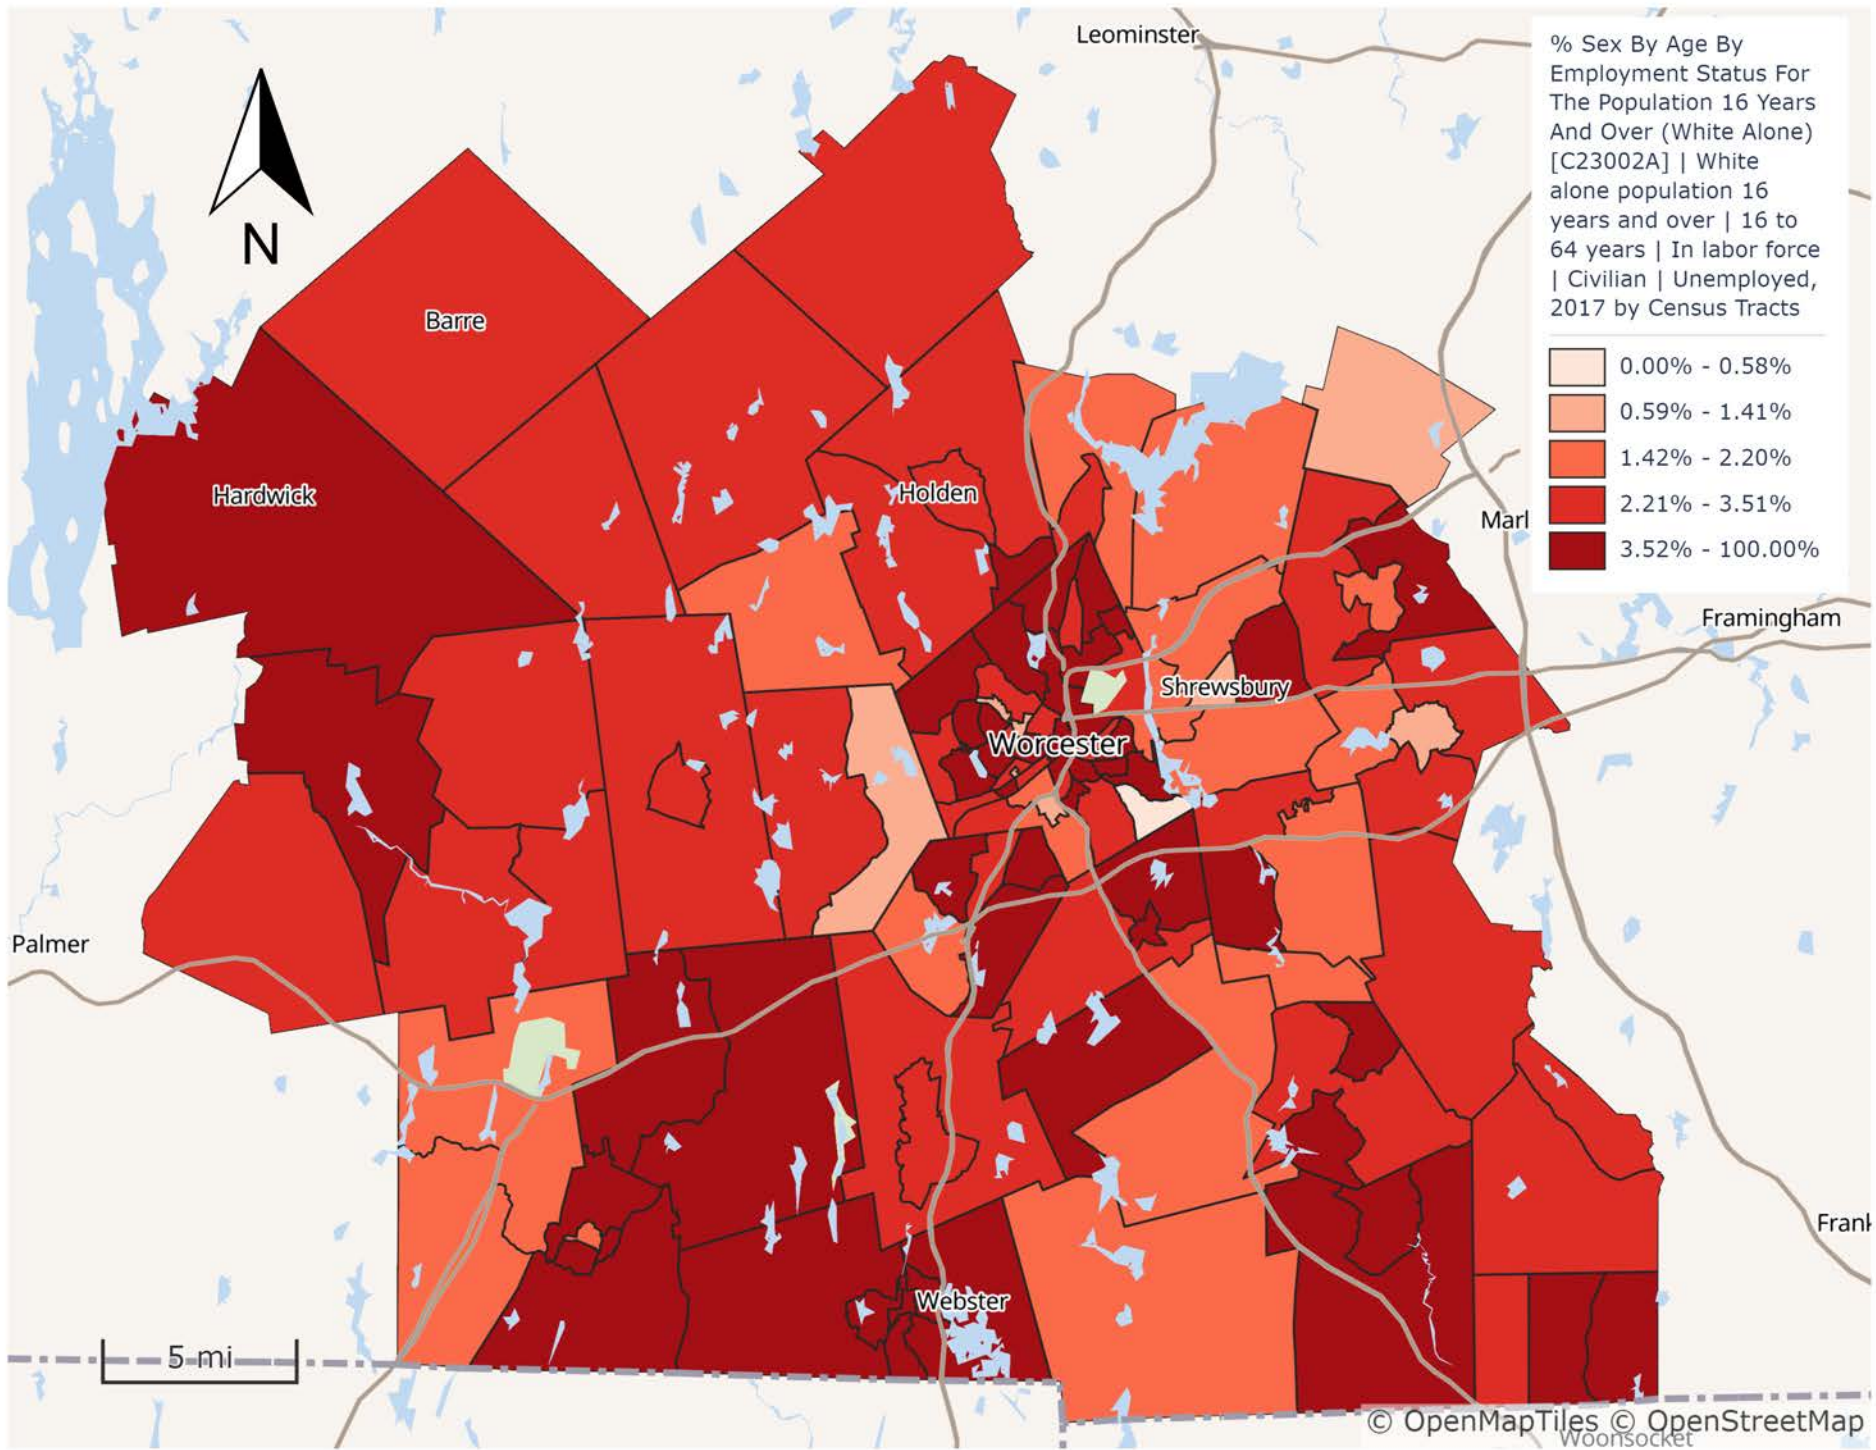 Leominster
% Sex By Age By
Employment Status For
The Population 16 Years
And Over (White Alone)
[C23002A] | White
alone population 16
years and over | 16 to
64 years | In labor force
| Civilian | Unemployed,
2017 by Census Tracts
0.00% - 0.58%
0.59% - 1.41%
1.42% - 2.20%
2.21% - 3.51%
3.52% - 100.00%
N
Barre
Hardwick
Holden
Marl
Framingham
Shrewsbury
Worcester
Palmer
Frank
Webster
5 mi
© OpenMapTiles © OpenStreetMap
Woonsocket